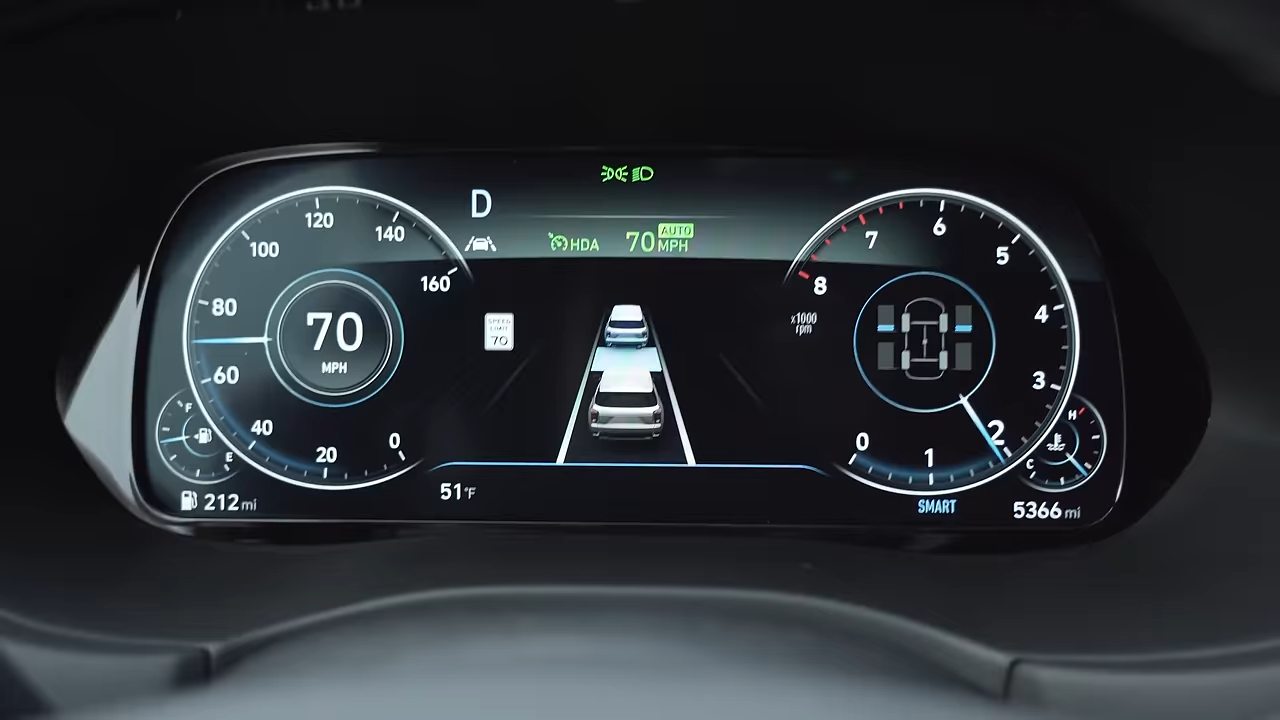 D
HDA 70 AUTO MPH
0
20
40
60
80
100
120
140
160
70
MPH
F
E
212 mi
SPEED
LIMIT
70
51°F
8
7
6
5
4
3
2
1
0
x1000
rpm
H
C
SMART
5366 mi